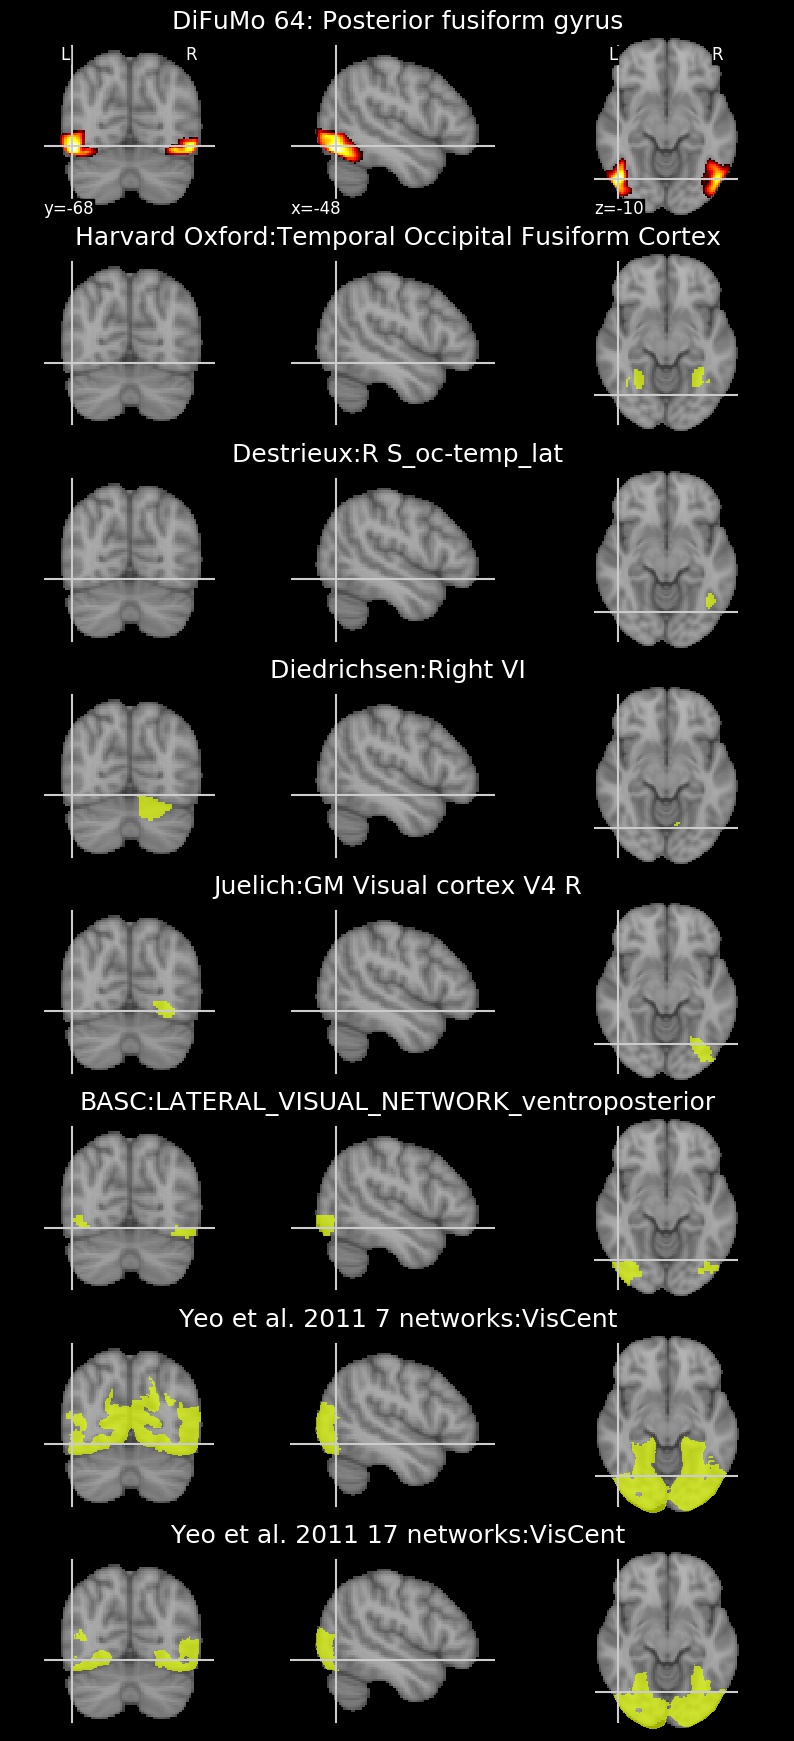 DiFuMo 64: Posterior fusiform gyrus
L R L R
y=-68 x=-48 z=-10
Harvard Oxford:Temporal Occipital Fusiform Cortex
Destrieux:R S_oc-temp_lat
Diedrichsen:Right VI
Juelich:GM Visual cortex V4 R
BASC:LATERAL_VISUAL_NETWORK_ventroposterior
Yeo et al. 2011 7 networks:VisCent
Yeo et al. 2011 17 networks:VisCent